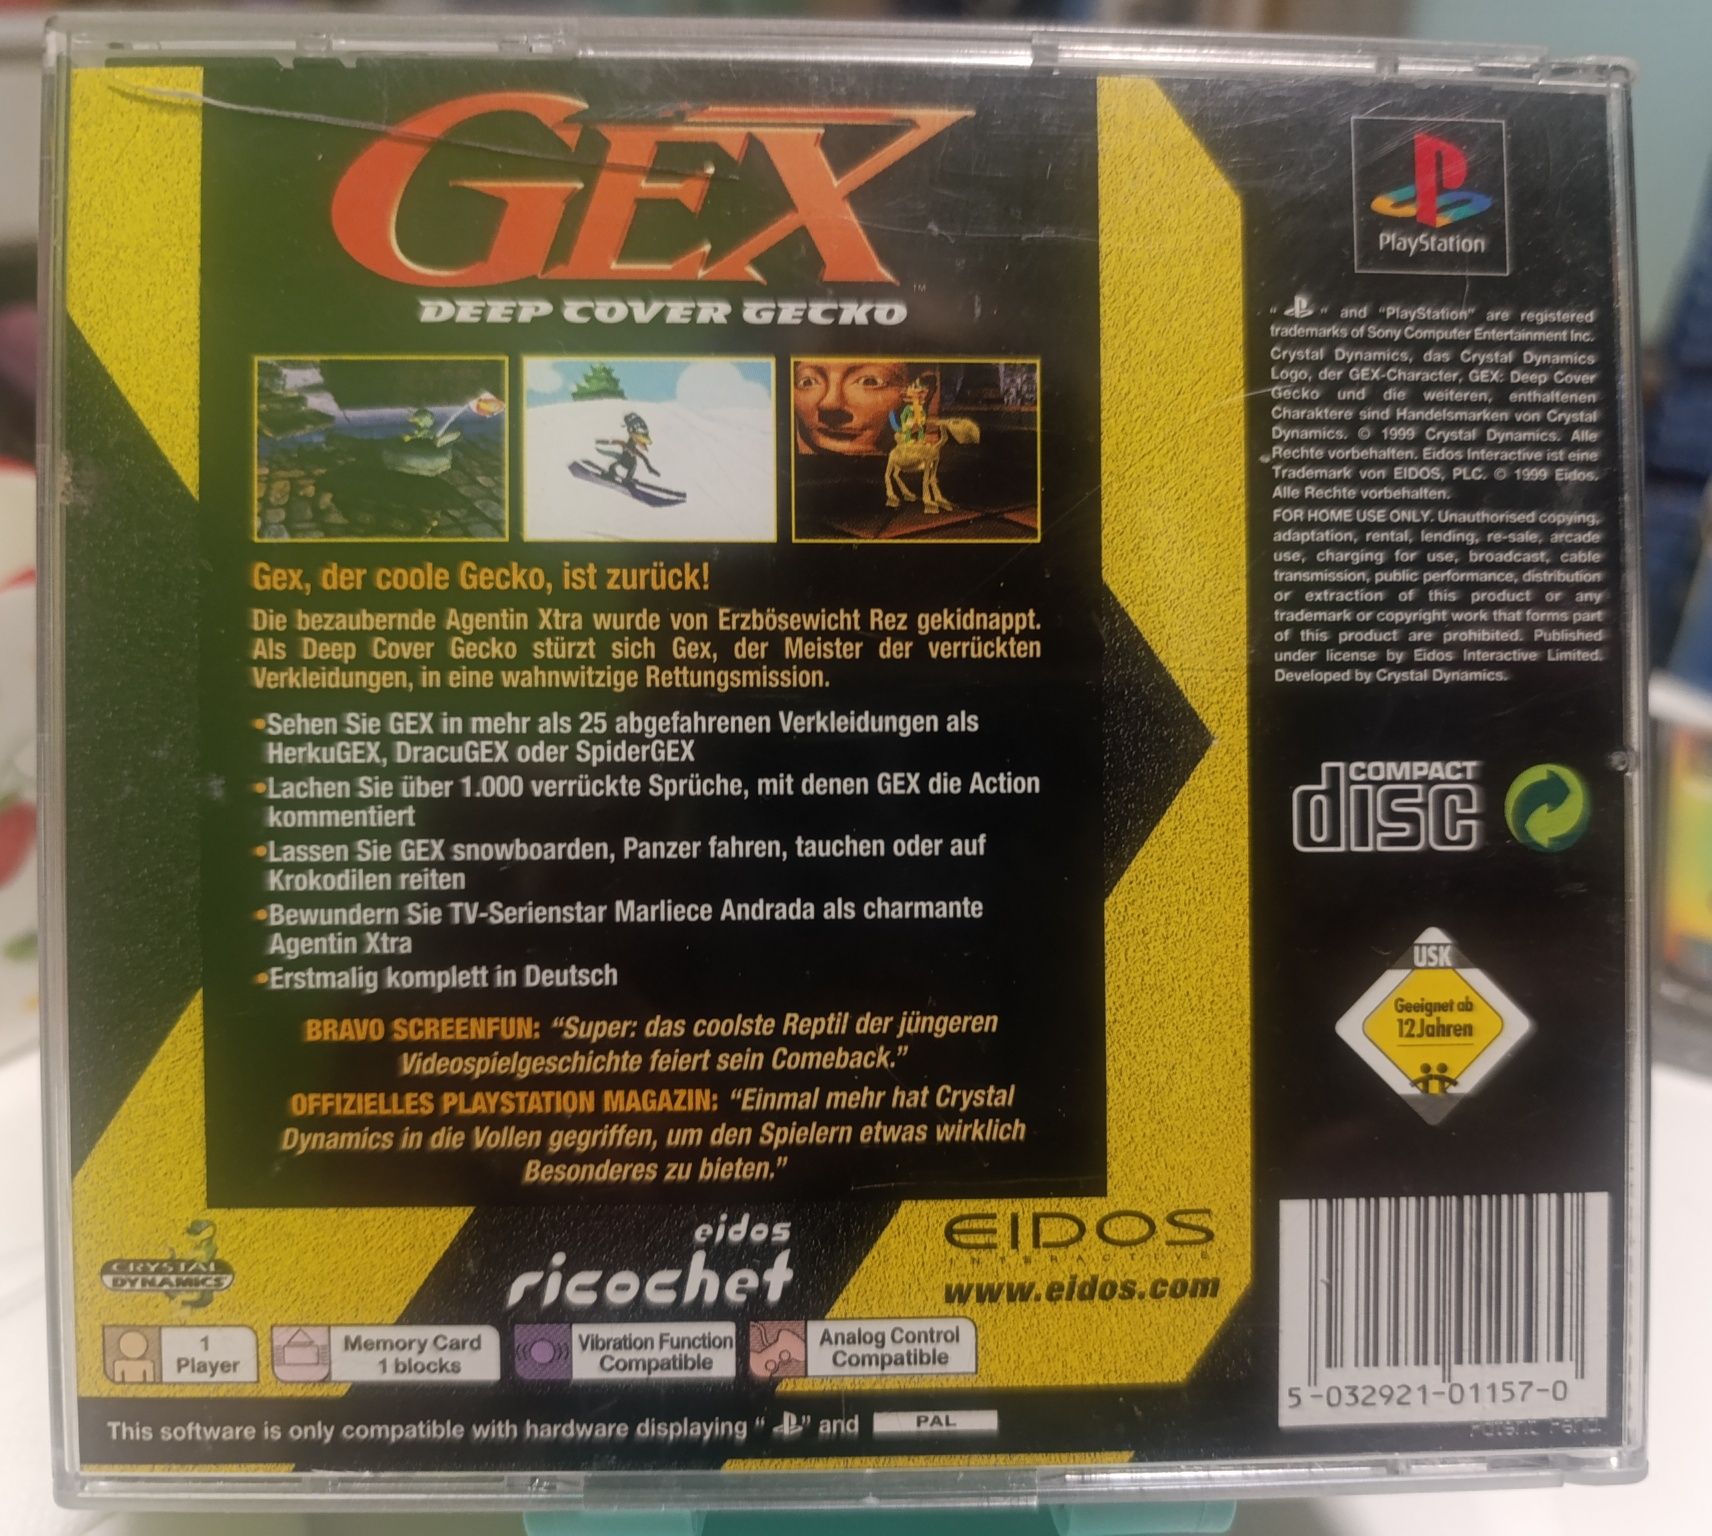 GEX
™
DEEP COVER GECKO
Gex, der coole Gecko, ist zurück!
Die bezaubernde Agentin Xtra wurde von Erzbösewicht Rez gekidnappt.
Als Deep Cover Gecko stürzt sich Gex, der Meister der verrückten
Verkleidungen, in eine wahnwitzige Rettungsmission.
•Sehen Sie GEX in mehr als 25 abgefahrenen Verkleidungen als
HerkuGEX, DracuGEX oder SpiderGEX
•Lachen Sie über 1.000 verrückte Sprüche, mit denen GEX die Action
kommentiert
•Lassen Sie GEX snowboarden, Panzer fahren, tauchen oder auf
Krokodilen reiten
•Bewundern Sie TV-Serienstar Marliece Andrada als charmante
Agentin Xtra
•Erstmalig komplett in Deutsch
BRAVO SCREENFUN: “Super: das coolste Reptil der jüngeren
Videospielgeschichte feiert sein Comeback.”
OFFIZIELLES PLAYSTATION MAGAZIN: “Einmal mehr hat Crystal
Dynamics in die Vollen gegriffen, um den Spielern etwas wirklich
Besonderes zu bieten.”
CRYSTAL
DYNAMICS
eidos
ricochet
EIDOS
INTERACTIVE
www.eidos.com
1
Player
Memory Card
1 blocks
Vibration Function
Compatible
Analog Control
Compatible
This software is only compatible with hardware displaying “ ” and PAL
PlayStation
“ ” and “PlayStation” are registered
trademarks of Sony Computer Entertainment Inc.
Crystal Dynamics, das Crystal Dynamics
Logo, der GEX-Character, GEX: Deep Cover
Gecko und die weiteren, enthaltenen
Charaktere sind Handelsmarken von Crystal
Dynamics. © 1999 Crystal Dynamics. Alle
Rechte vorbehalten. Eidos Interactive ist eine
Trademark von EIDOS, PLC. © 1999 Eidos.
Alle Rechte vorbehalten.
FOR HOME USE ONLY. Unauthorised copying,
adaptation, rental, lending, re-sale, arcade
use, charging for use, broadcast, cable
transmission, public performance, distribution
or extraction of this product or any
trademark or copyright work that forms part
of this product are prohibited. Published
under license by Eidos Interactive Limited.
Developed by Crystal Dynamics.
COMPACT
disc
USK
Geeignet ab
12 Jahren
5-032921-01157-0